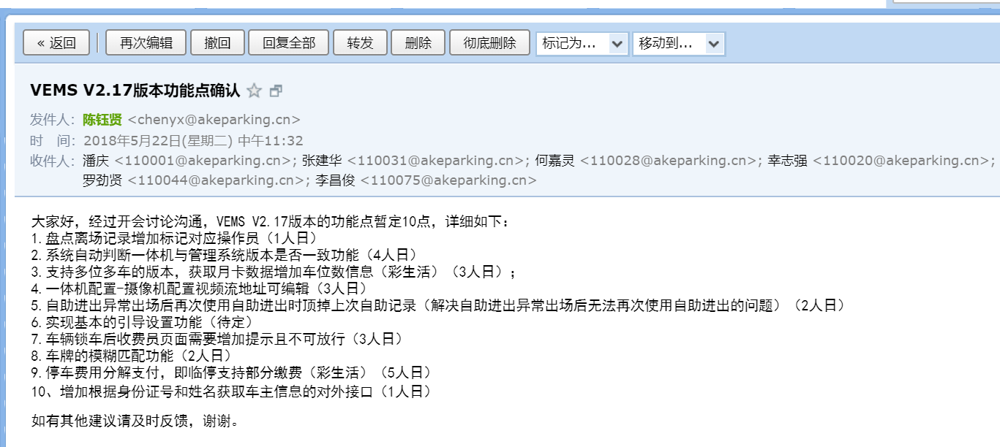 « 返回 再次编辑 撤回 回复全部 转发 删除 彻底删除 标记为... 移动到...
VEMS V2.17版本功能点确认
发件人：陈钰贤 <chenyx@akeparking.cn>
时 间：2018年5月22日(星期二) 中午11:32
收件人：潘庆 <110001@akeparking.cn>; 张建华 <110031@akeparking.cn>; 何嘉灵 <110028@akeparking.cn>; 幸志强 <110020@akeparking.cn>;
罗劲贤 <110044@akeparking.cn>; 李昌俊 <110075@akeparking.cn>
大家好，经过开会讨论沟通，VEMS V2.17版本的功能点暂定10点，详细如下：
1.盘点离场记录增加标记对应操作员（1人日）
2.系统自动判断一体机与管理系统版本是否一致功能（4人日）
3.支持多位多车的版本，获取月卡数据增加车位数信息（彩生活）（3人日）；
4.一体机配置-摄像机配置视频流地址可编辑（3人日）
5.自助进出异常出场后再次使用自助进出时顶掉上次自助记录（解决自助进出异常出场后无法再次使用自助进出的问题）（2人日）
6.实现基本的引导设置功能（待定）
7.车辆锁车后收费员页面需要增加提示且不可放行（3人日）
8.车牌的模糊匹配功能（2人日）
9.停车费用分解支付，即临停支持部分缴费（彩生活）（5人日）
10、增加根据身份证号和姓名获取车主信息的对外接口（1人日）
如有其他建议请及时反馈，谢谢。